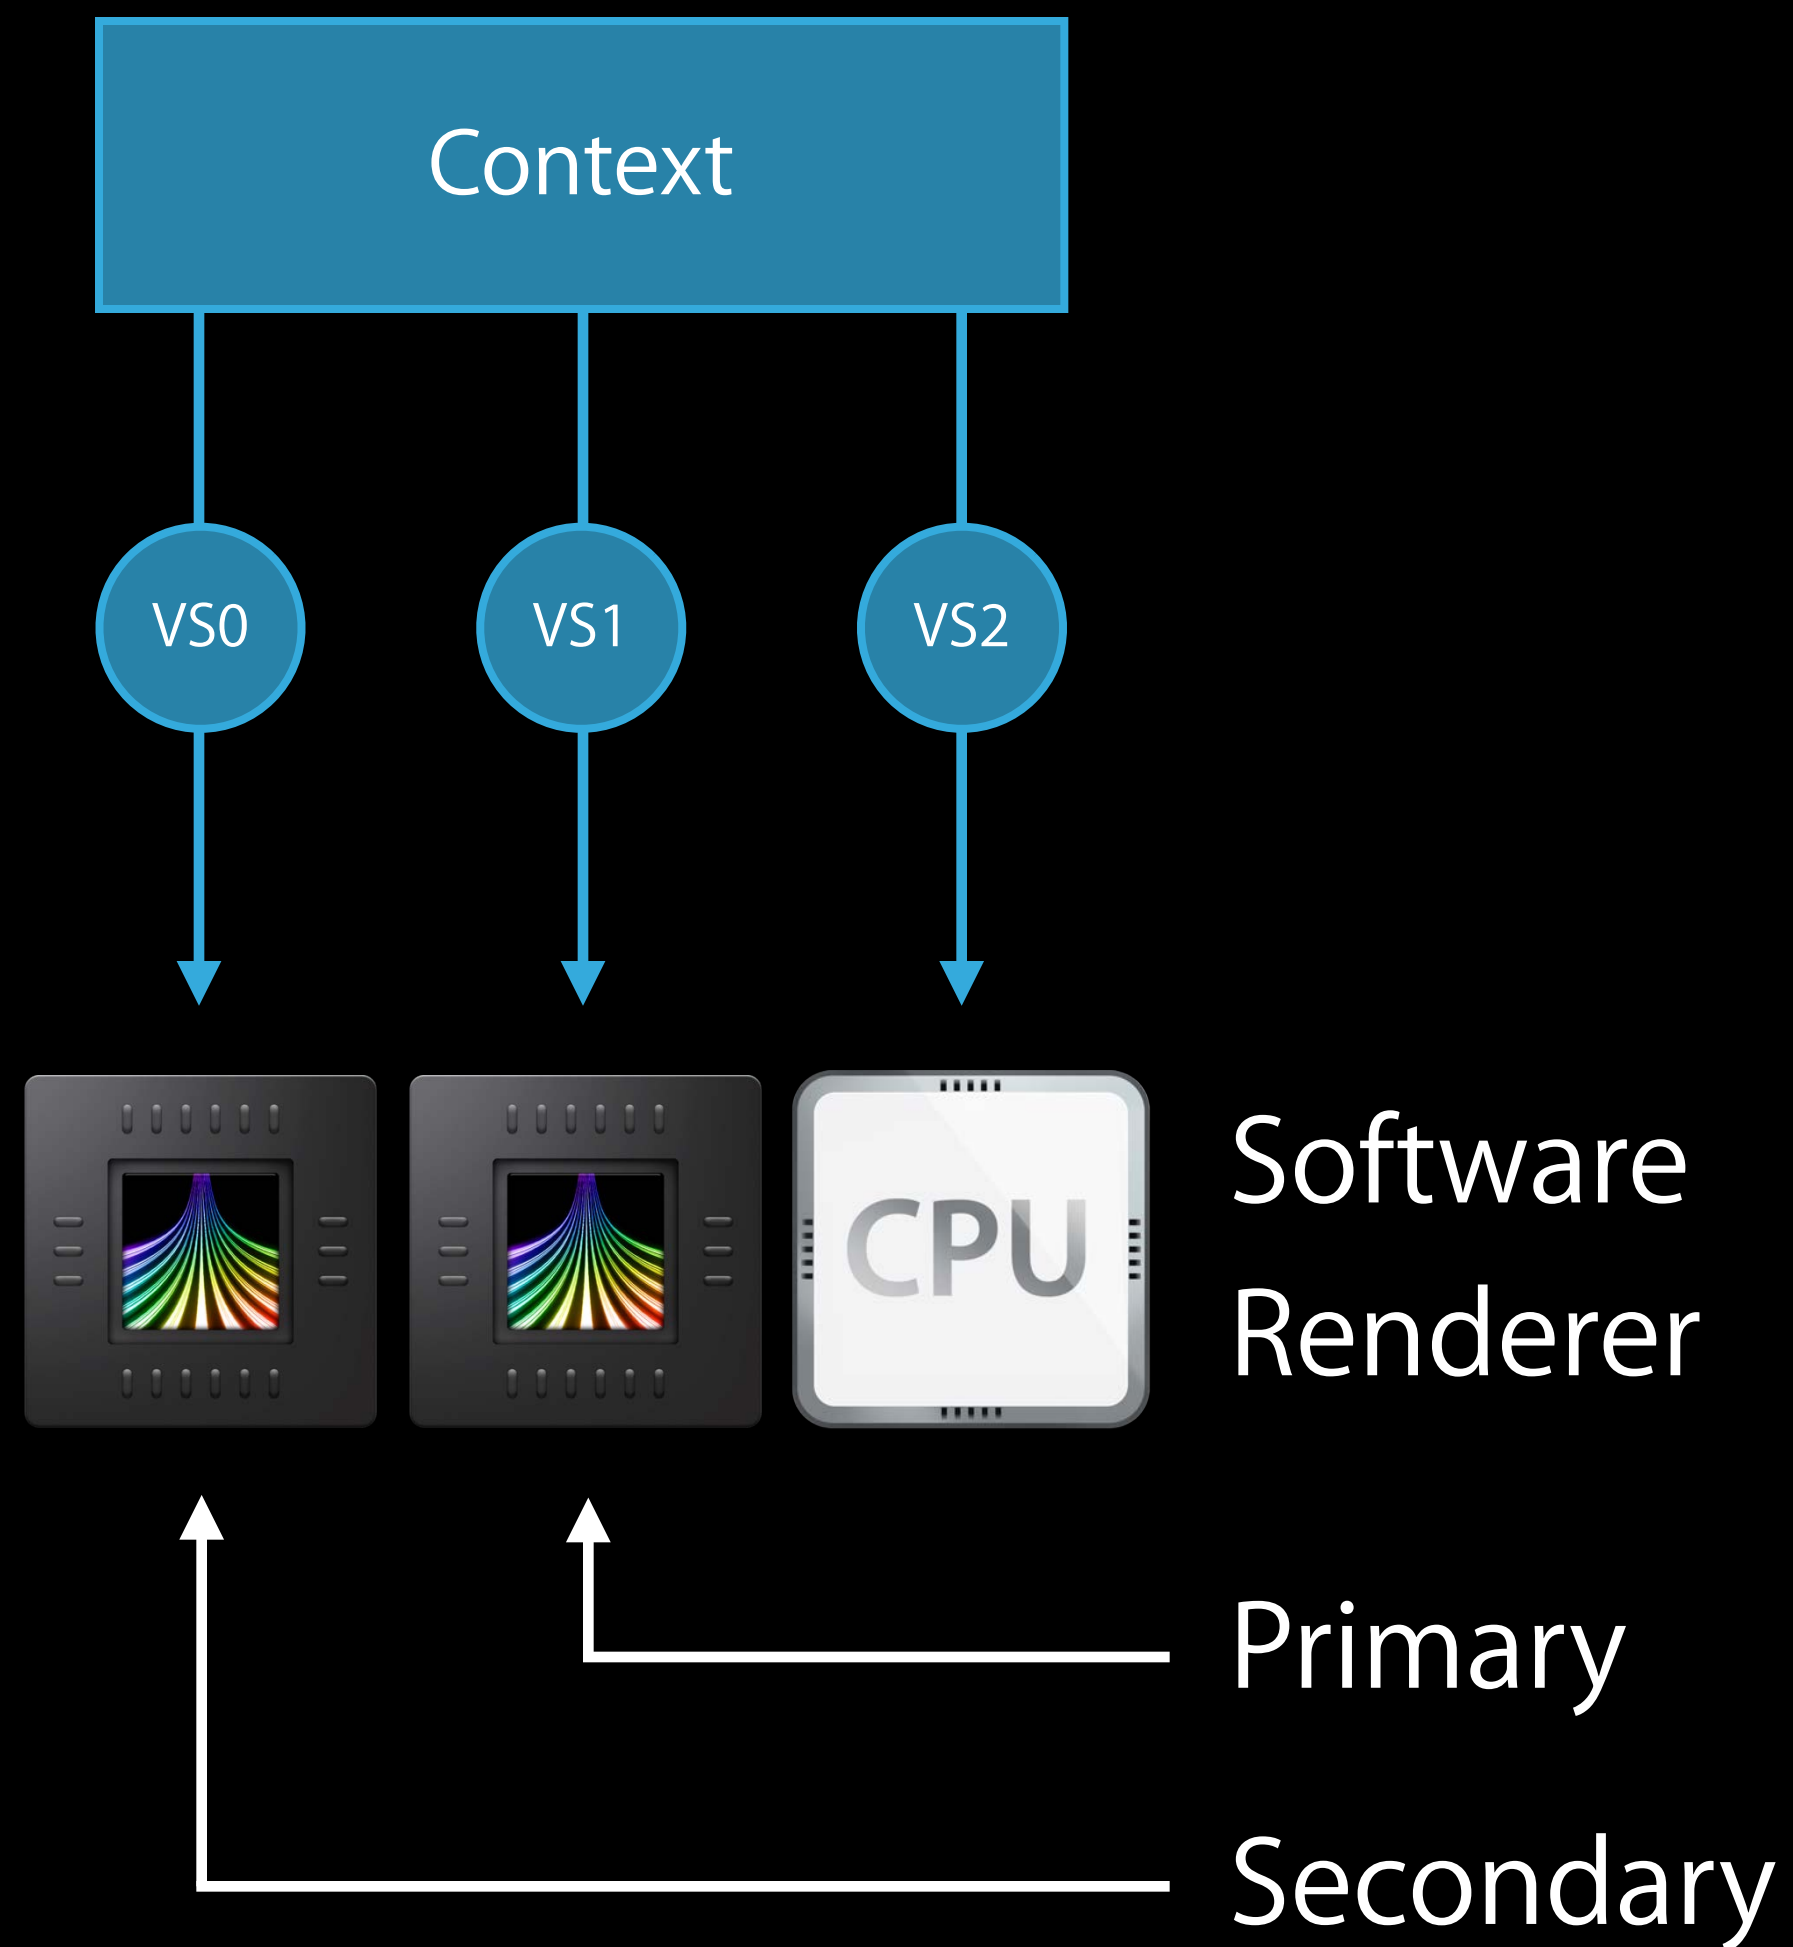 Context
VS0
VS1
VS2
CPU
Software
Renderer
Primary
Secondary